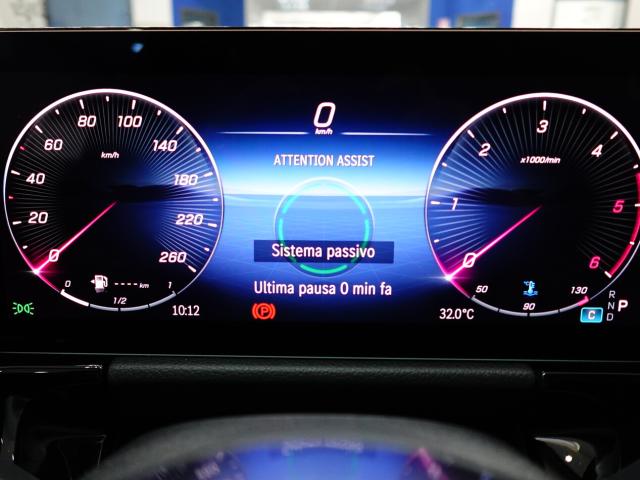 0
km/h
ATTENTION ASSIST
Sistema passivo
Ultima pausa 0 min fa
0
20
40
60
80
100
140
180
220
260
km/h
0
1/2
1
----- km
10:12
0
1
2
3
4
5
6
x1000/min
50
90
130
32.0°C
C
R
N
D
P